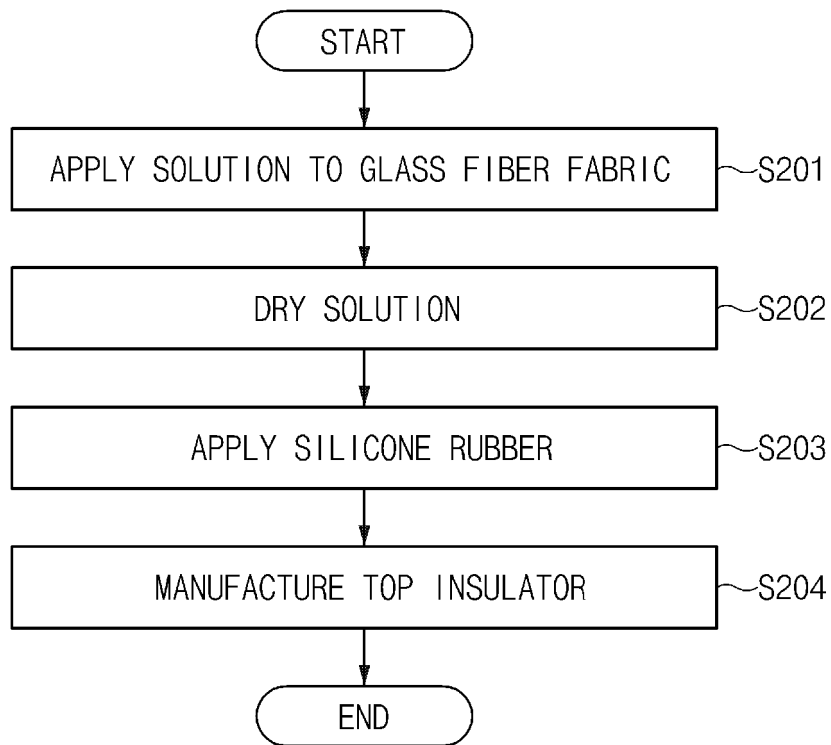 START
APPLY SOLUTION TO GLASS FIBER FABRIC
S201
DRY SOLUTION
S202
APPLY SILICONE RUBBER
S203
MANUFACTURE TOP INSULATOR
S204
END